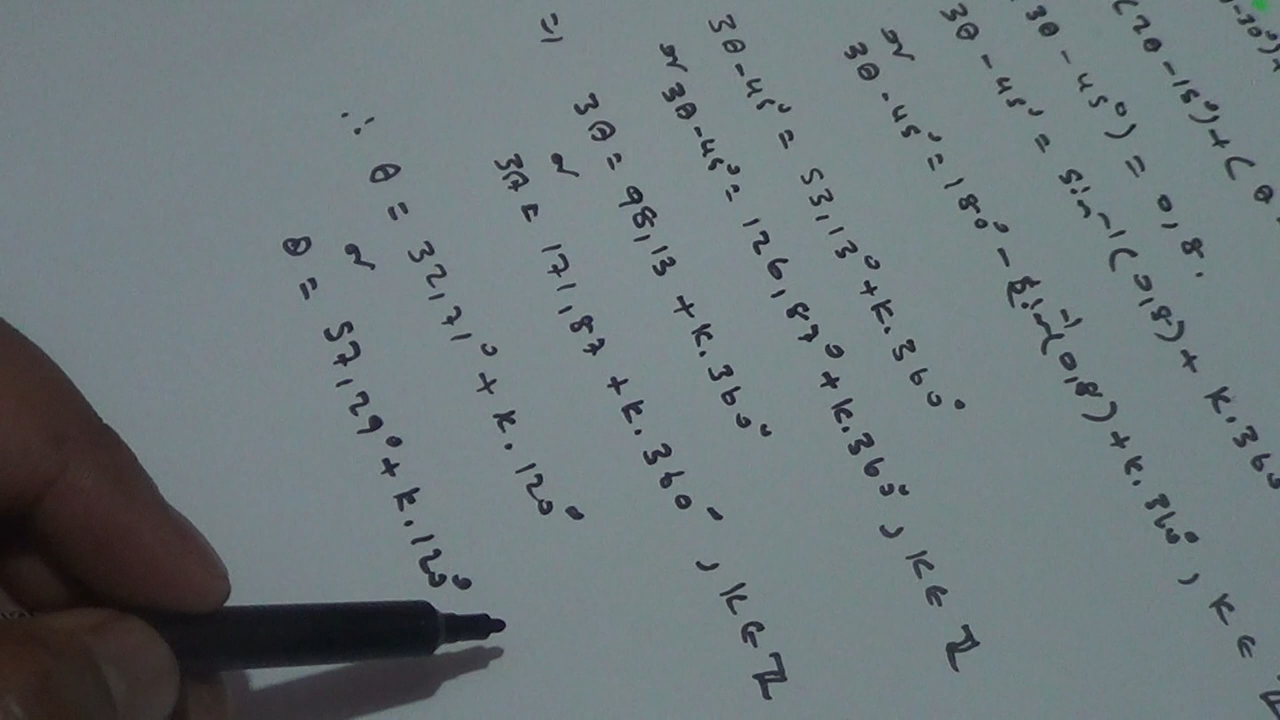 -30°)+
(2θ-15°)+(θ
3θ-45°) = 0,8.
3θ-45° = sin-1(0,8)+ k.360
or
3θ-45° = 180° - sin-1(0,8)+k.360°, k ∈ Z
3θ-45° = 53,13° + k.360°
or 3θ-45° = 126,87° + k.360°, k ∈ Z
=1 3θ = 98,13 + k.360°
or
3θ = 171,87 + k.360°, k ∈ Z
∴ θ = 32,71° + k.120°
or
θ = 57,29° + k.120°